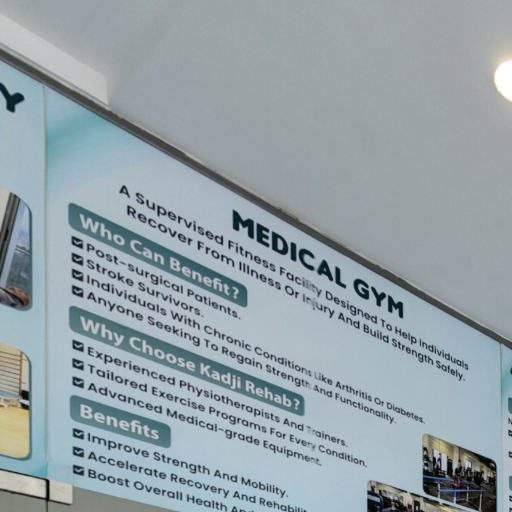 Y
MEDICAL GYM
A Supervised Fitness Facility Designed To Help Individuals
Recover From Illness Or Injury And Build Strength Safely.
Who Can Benefit?
Post-surgical Patients.
Stroke Survivors.
Individuals With Chronic Conditions Like Arthritis Or Diabetes.
Anyone Seeking To Regain Strength And Functionality.
Why Choose Kadji Rehab?
Experienced Physiotherapists And Trainers.
Tailored Exercise Programs For Every Condition.
Advanced Medical-grade Equipment.
Benefits
Improve Strength And Mobility.
Accelerate Recovery And
Boost Overall Health